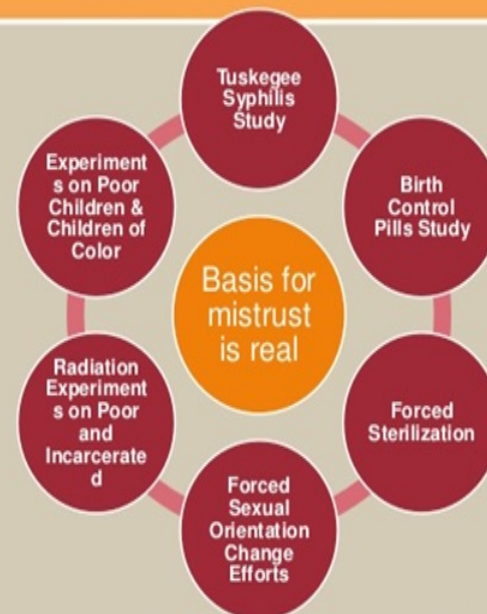 Tuskegee
Syphilis
Study
Birth
Control
Pills Study
Forced
Sterilization
Forced
Sexual
Orientation
Change
Efforts
Radiation
Experiment
s on Poor
and
Incarcerate
d
Experiment
s on Poor
Children &
Children of
Color
Basis for
mistrust
is real